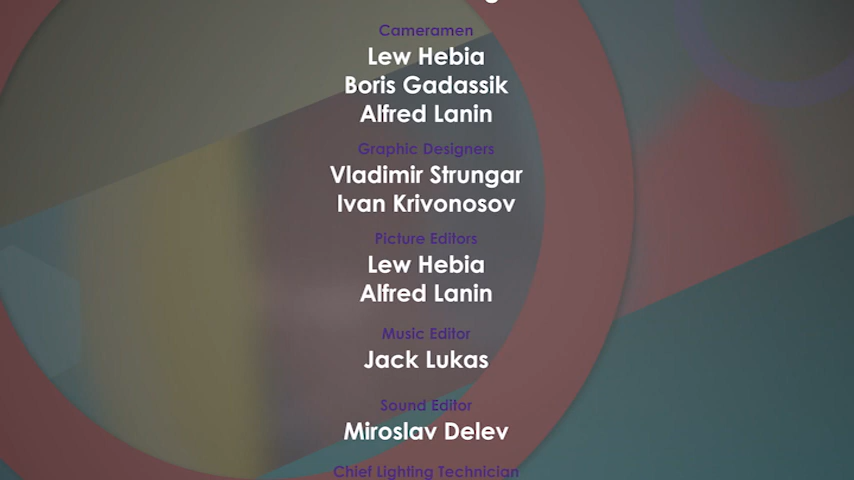 Cameramen
Lew Hebia
Boris Gadassik
Alfred Lanin
Graphic Designers
Vladimir Strungar
Ivan Krivonosov
Picture Editors
Lew Hebia
Alfred Lanin
Music Editor
Jack Lukas
Sound Editor
Miroslav Delev
Chief Lighting Technician